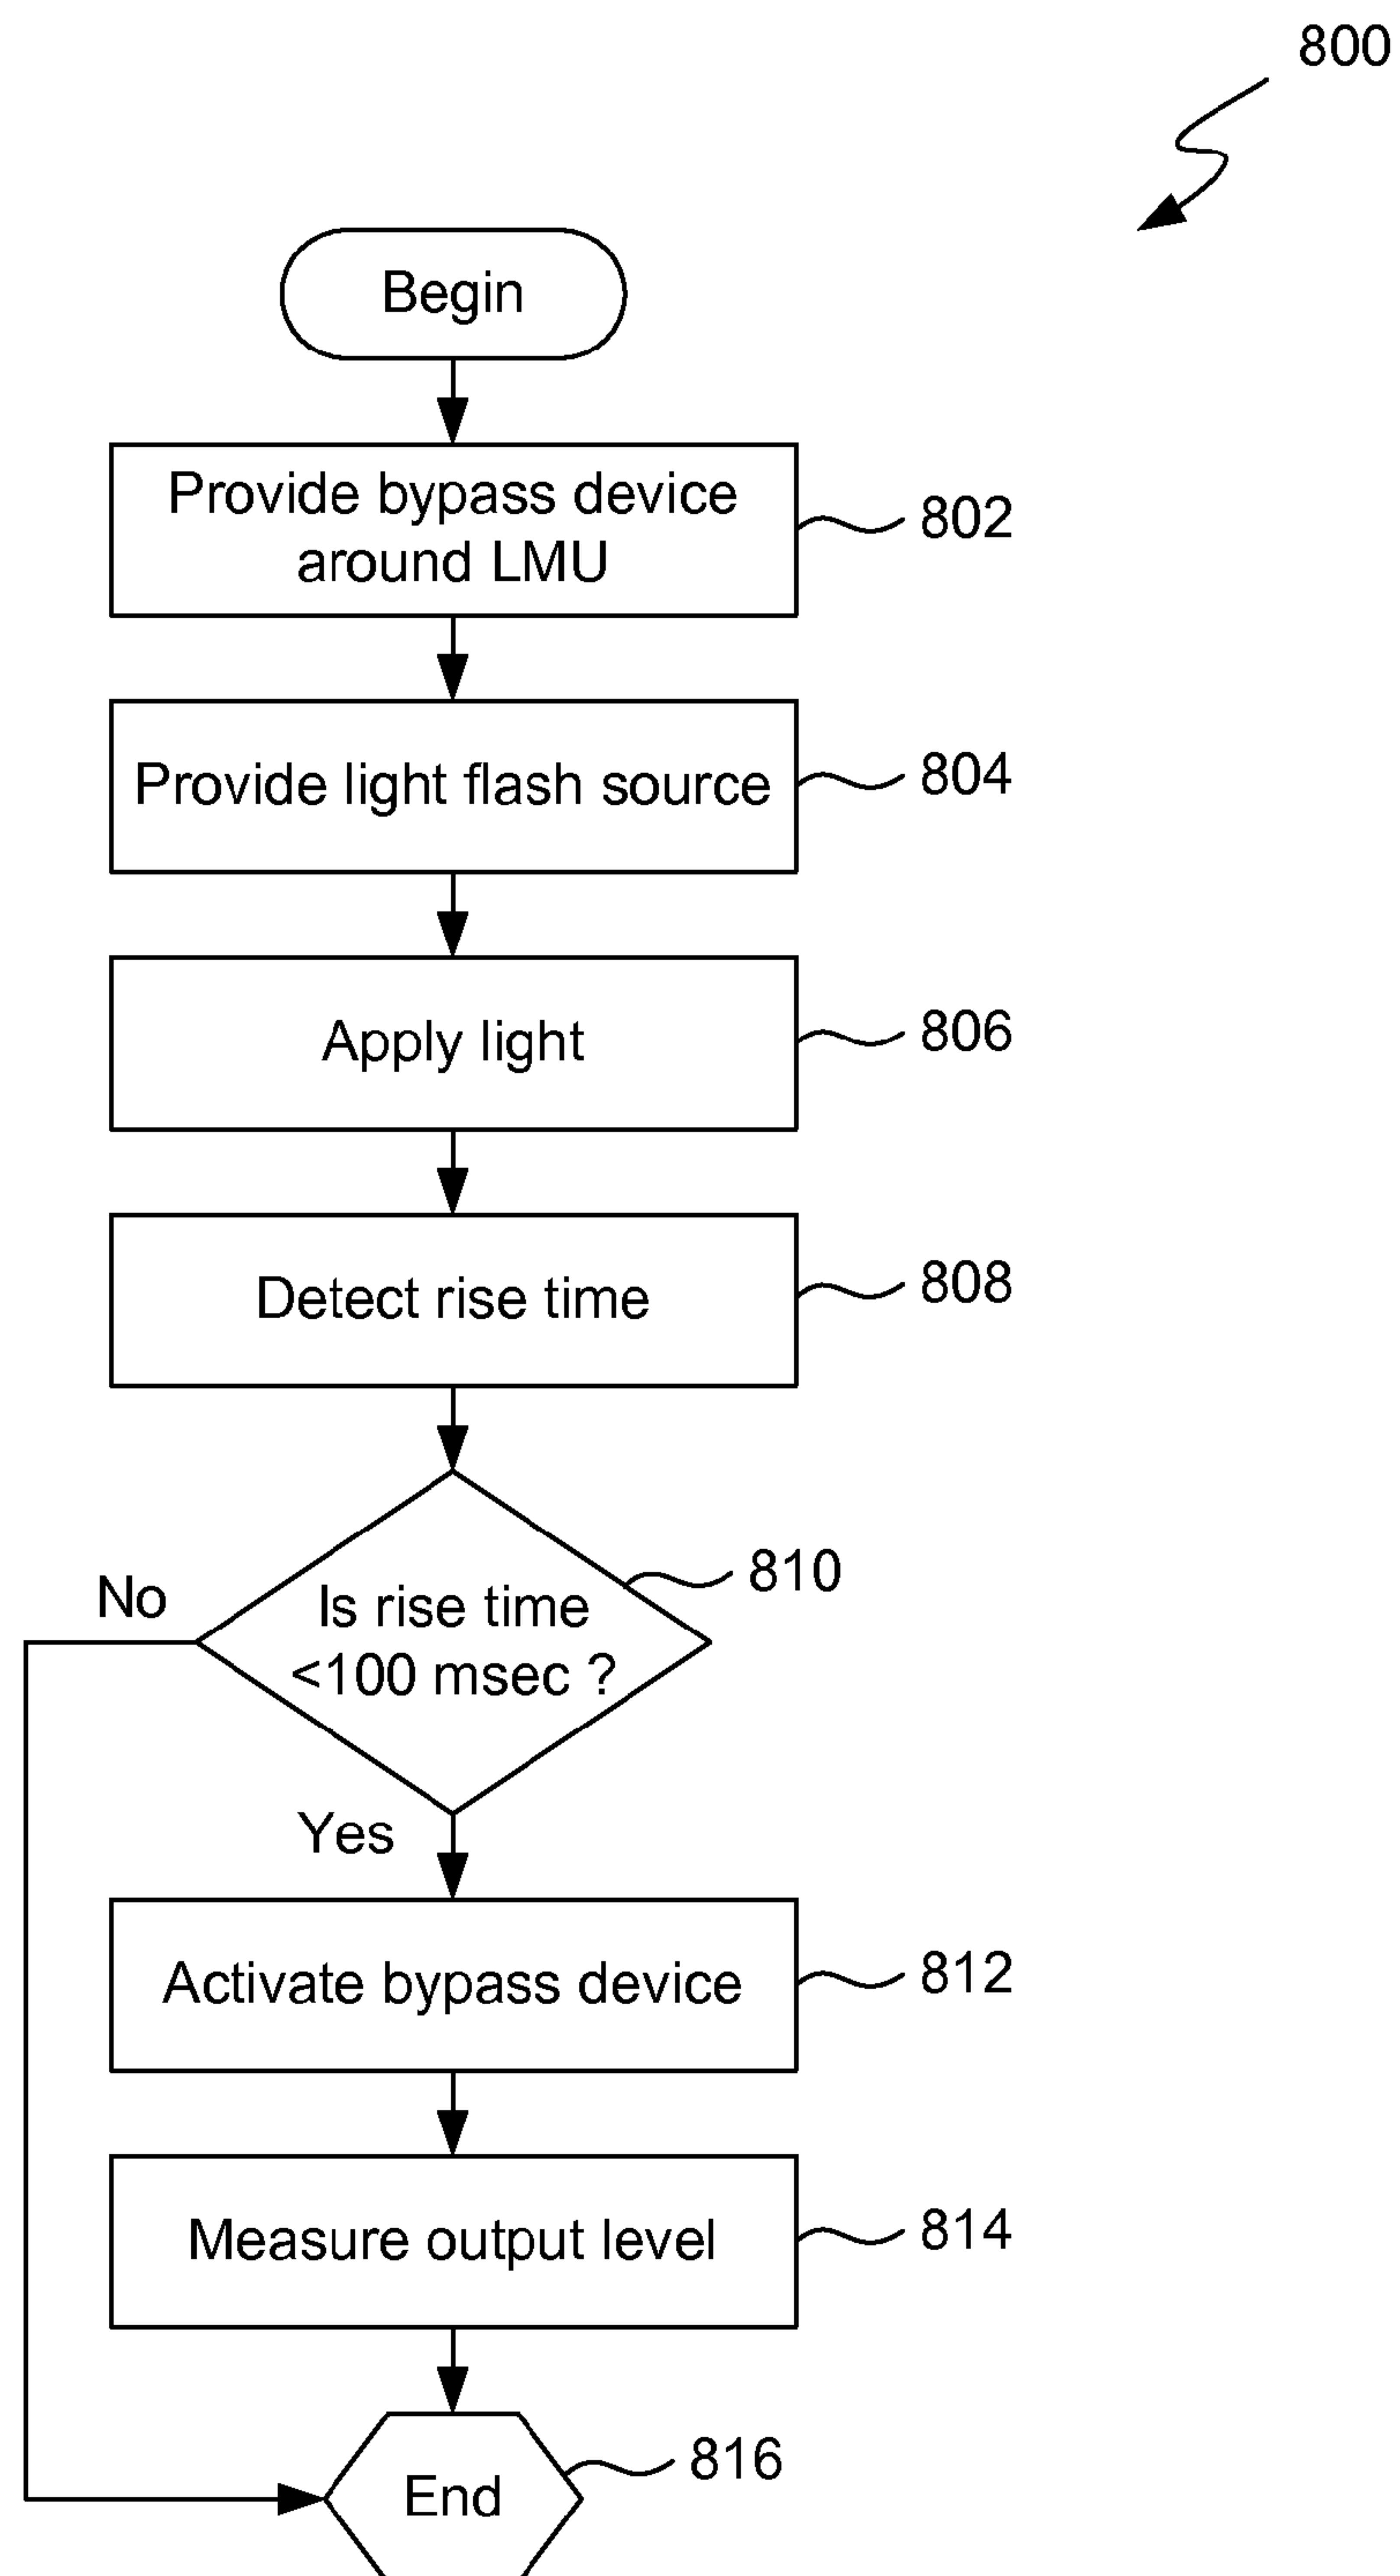 800
Begin
Provide bypass device
around LMU
802
Provide light flash source
804
Apply light
806
Detect rise time
808
Is rise time
<100 msec ?
810
No
Yes
Activate bypass device
812
Measure output level
814
End
816